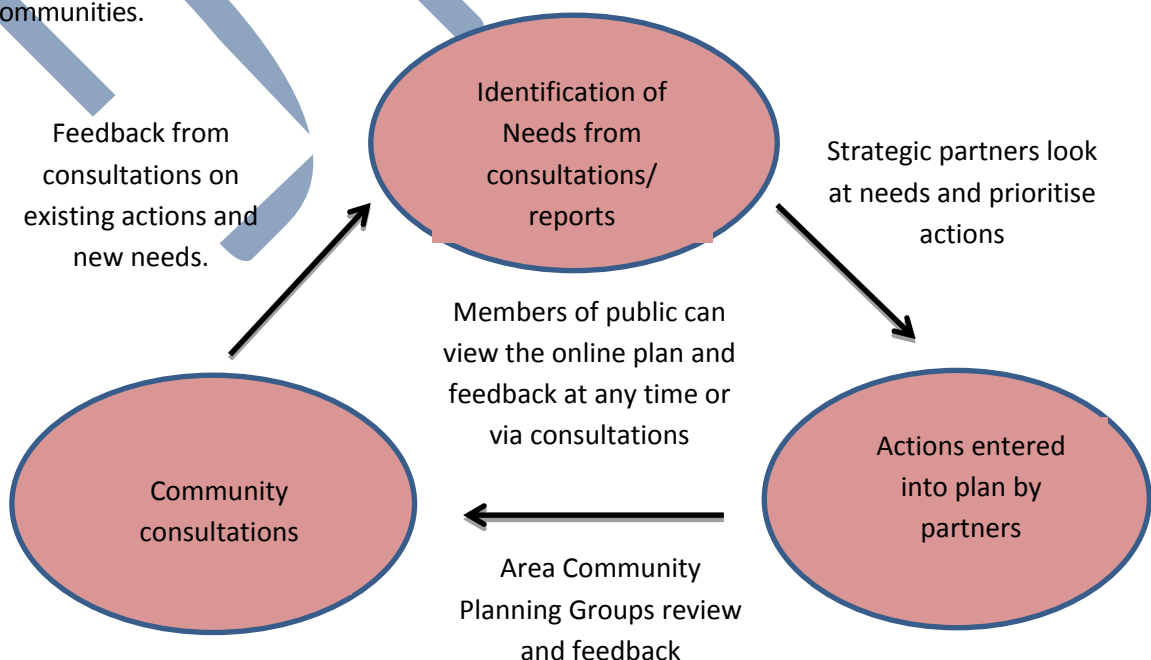 ommunities.
Identification of
Needs from
consultations/
reports
Feedback from
consultations on
existing actions and
new needs.
Strategic partners look
at needs and prioritise
actions
Members of public can
view the online plan and
feedback at any time or
via consultations
Community
consultations
Actions entered
into plan by
partners
Area Community
Planning Groups review
and feedback